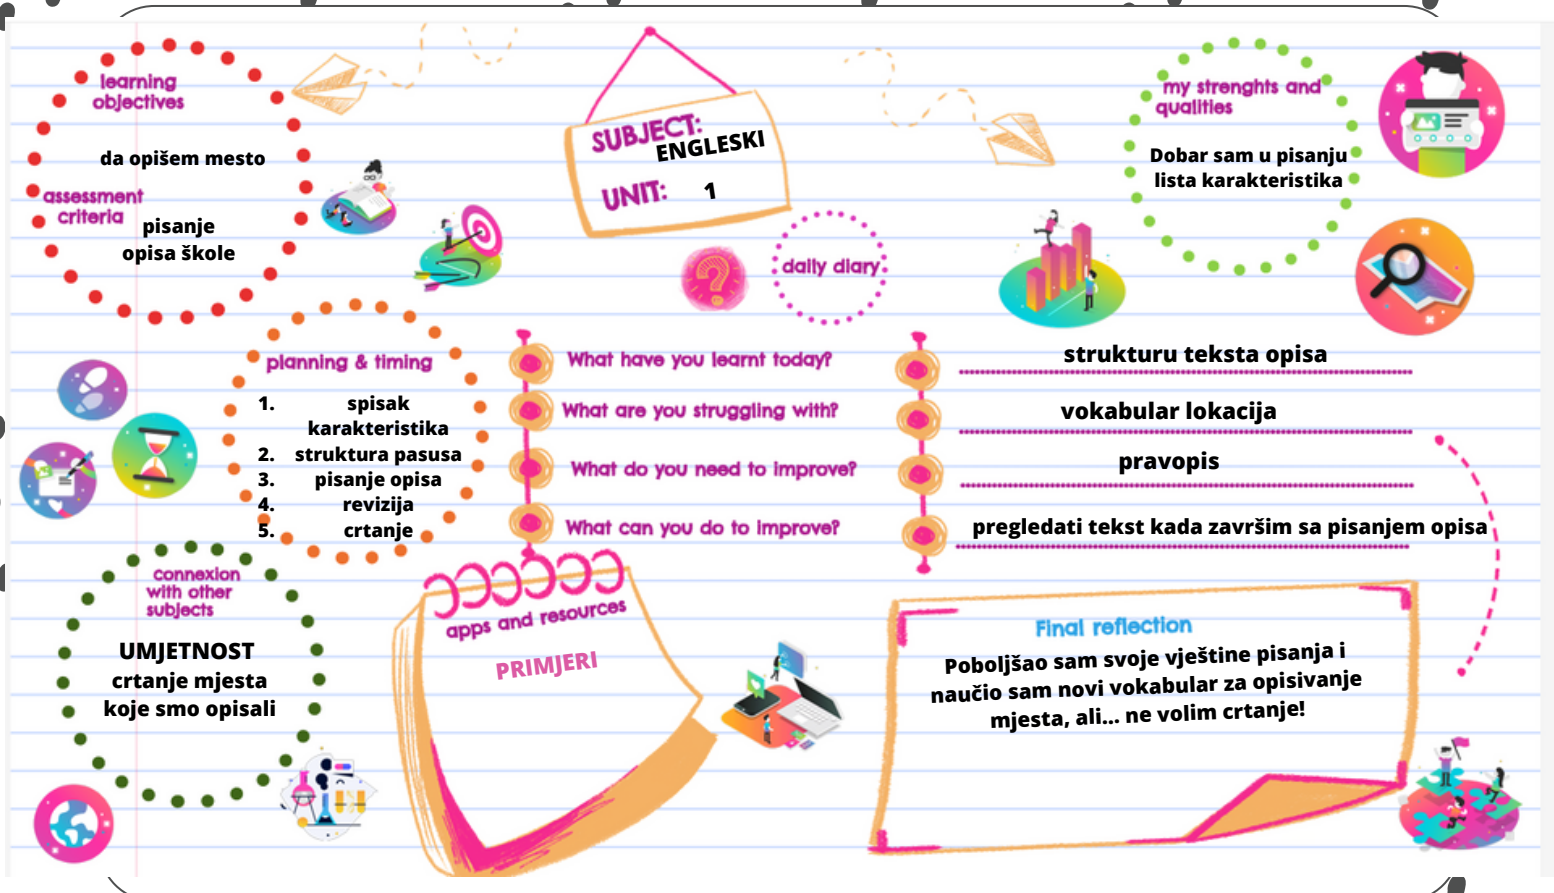 learning
objectives
da opišem mesto
assessment
criteria
pisanje
opisa škole
SUBJECT:
ENGLESKI
UNIT: 1
my strenghts and
qualities
Dobar sam u pisanju
lista karakteristika
daily diary
planning & timing
1. spisak
karakteristika
2. struktura pasusa
3. pisanje opisa
4. revizija
5. crtanje
What have you learnt today?
strukturu teksta opisa
What are you struggling with?
vokabular lokacija
What do you need to improve?
pravopis
What can you do to improve?
pregledati tekst kada završim sa pisanjem opisa
connexion
with other
subjects
UMJETNOST
crtanje mjesta
koje smo opisali
apps and resources
PRIMJERI
Final reflection
Poboljšao sam svoje vještine pisanja i
naučio sam novi vokabular za opisivanje
mjesta, ali... ne volim crtanje!